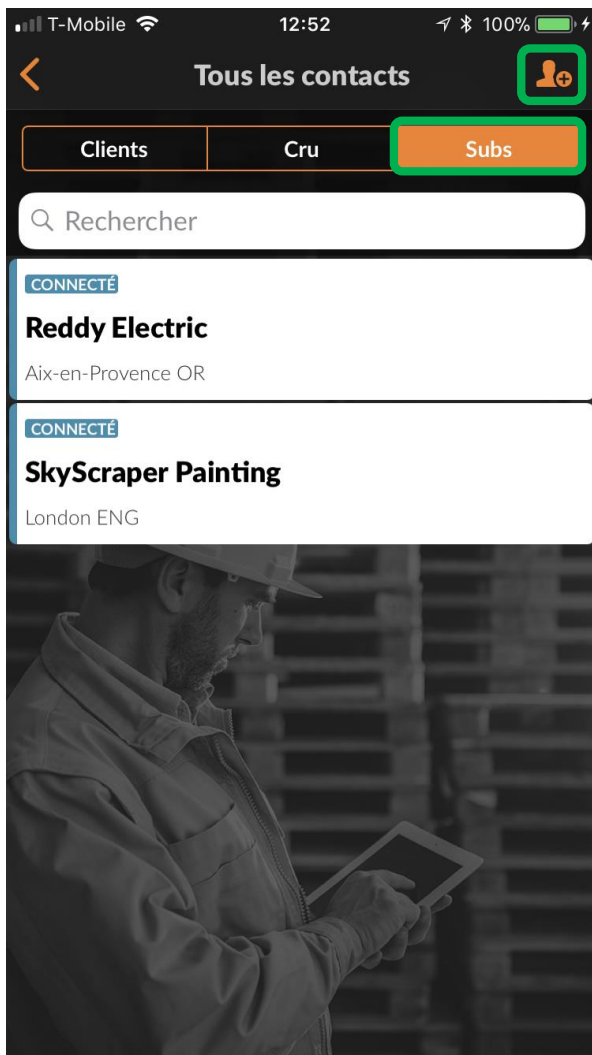 T-Mobile 12:52 100%
Tous les contacts
Clients Cru Subs
Rechercher
CONNECTÉ
Reddy Electric
Aix-en-Provence OR
CONNECTÉ
SkyScraper Painting
London ENG